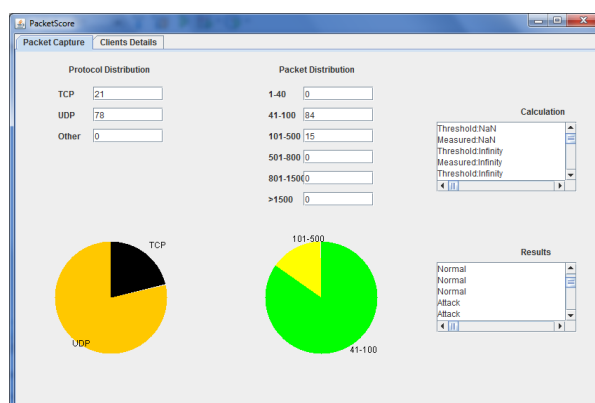 PacketScore
Packet Capture
Clients Details
Protocol Distribution
TCP 21
UDP 78
Other 0
Packet Distribution
1-40 0
41-100 84
101-500 15
501-800 0
801-1500 0
>1500 0
Calculation
Threshold:NaN
Measured:NaN
Threshold:Infinity
Measured:Infinity
Threshold:Infinity
TCP
UDP
101-500
41-100
Results
Normal
Normal
Normal
Attack
Attack